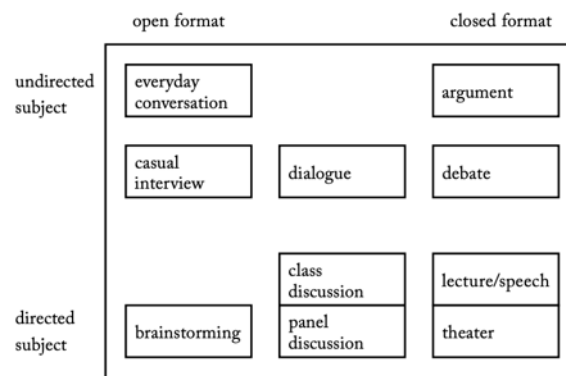 open format
closed format
undirected
subject
everyday
conversation
argument
casual
interview
dialogue
debate
class
discussion
lecture/speech
directed
subject
brainstorming
panel
discussion
theater